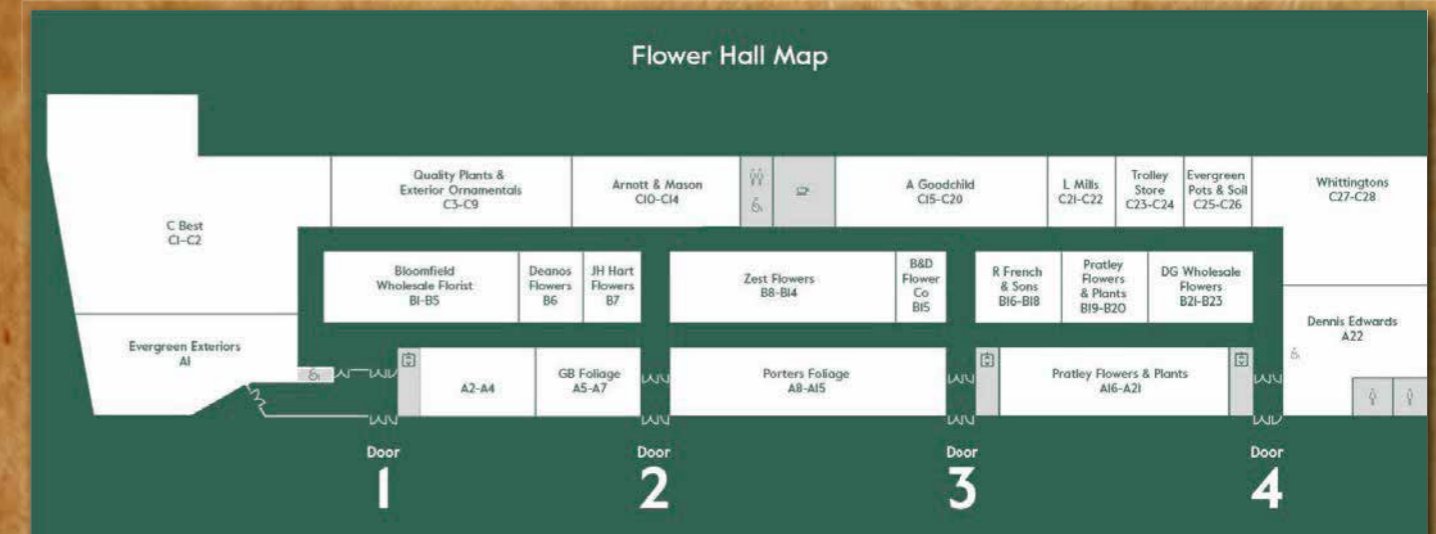 Flower Hall Map
C Best
C1-C2
Quality Plants &
Exterior Ornamentals
C3-C9
Arnott & Mason
C10-C14
A Goodchild
C15-C20
L Mills
C21-C22
Trolley
Store
C23-C24
Evergreen
Pots & Soil
C25-C26
Whittingtons
C27-C28
Bloomfield
Wholesale Florist
B1-B5
Deanos
Flowers
B6
JH Hart
Flowers
B7
Zest Flowers
B8-B14
B&D
Flower
Co
B15
R French
& Sons
B16-B18
Pratley
Flowers
& Plants
B19-B20
DG Wholesale
Flowers
B21-B23
Dennis Edwards
A22
Evergreen Exteriors
A1
A2-A4
GB Foliage
A5-A7
Porters Foliage
A8-A15
Pratley Flowers & Plants
A16-A21
Door
1
Door
2
Door
3
Door
4